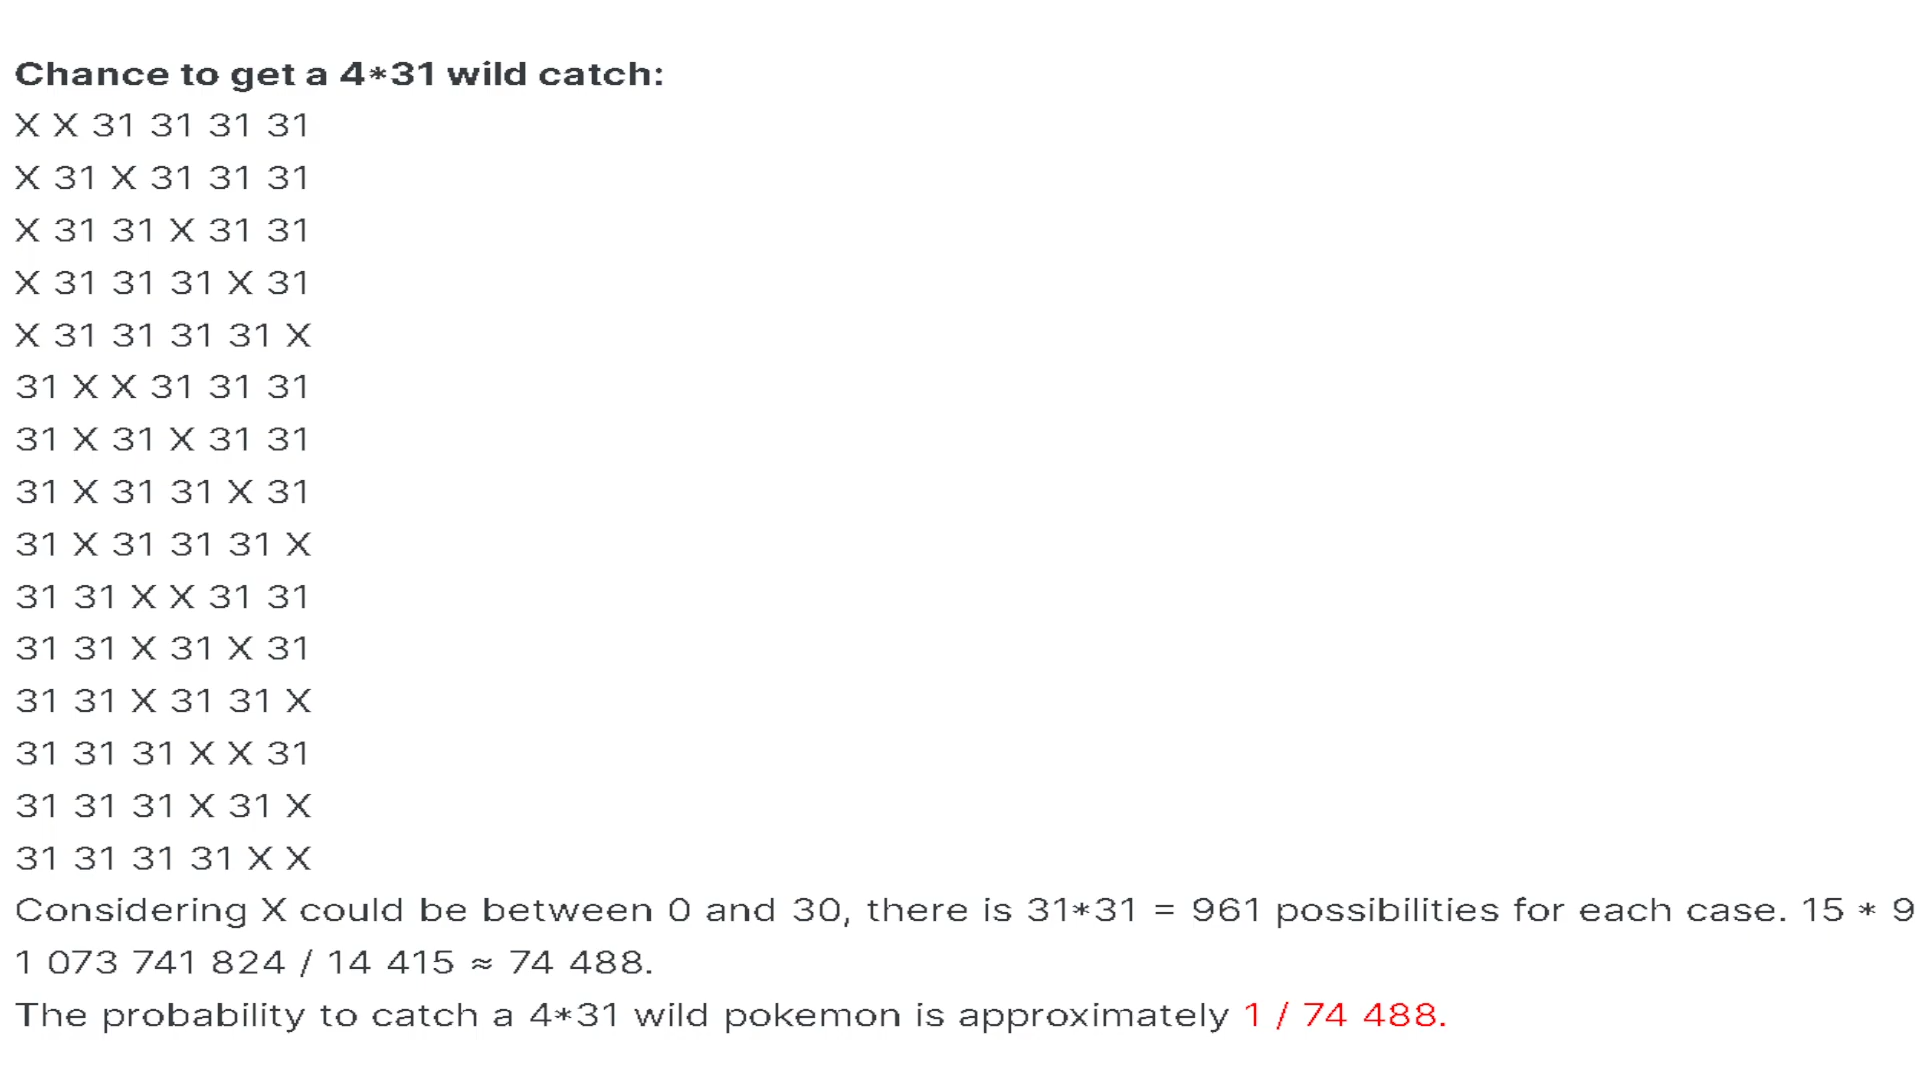 Chance to get a 4*31 wild catch:
X X 31 31 31 31
X 31 X 31 31 31
X 31 31 X 31 31
X 31 31 31 X 31
X 31 31 31 31 X
31 X X 31 31 31
31 X 31 X 31 31
31 X 31 31 X 31
31 X 31 31 31 X
31 31 X X 31 31
31 31 X 31 X 31
31 31 X 31 31 X
31 31 31 X X 31
31 31 31 X 31 X
31 31 31 31 X X
Considering X could be between 0 and 30, there is 31*31 = 961 possibilities for each case. 15 * 9
1 073 741 824 / 14 415 ≈ 74 488.
The probability to catch a 4*31 wild pokemon is approximately 1 / 74 488.